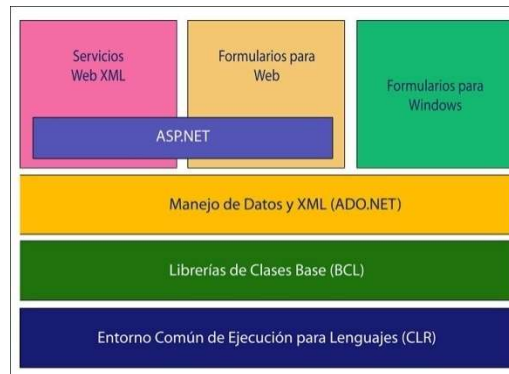 Servicios
Web XML
Formularios para
Web
Formularios para
Windows
ASP.NET
Manejo de Datos y XML (ADO.NET)
Librerías de Clases Base (BCL)
Entorno Común de Ejecución para Lenguajes (CLR)